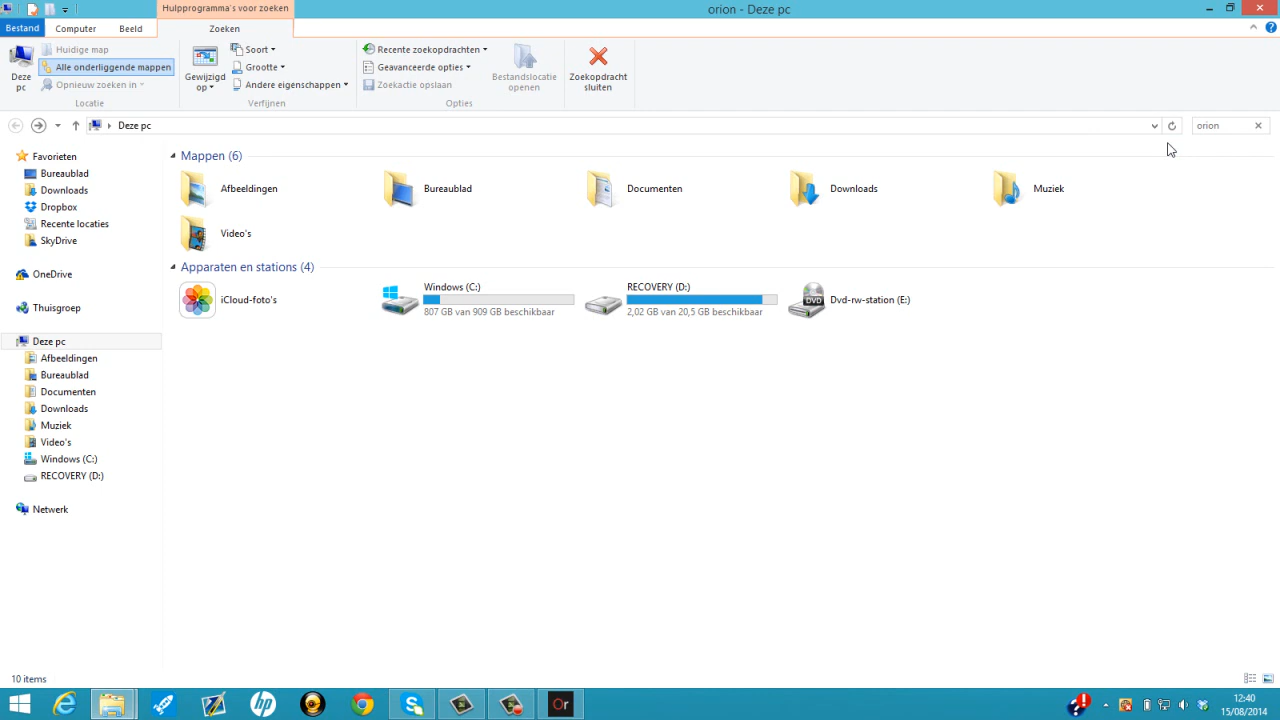 Hulpprogramma's voor zoeken
orion - Deze pc
Bestand Computer Beeld Zoeken
Deze pc
Huidige map
Alle onderliggende mappen
Opnieuw zoeken in
Locatie
Gewijzigd op
Soort
Grootte
Andere eigenschappen
Verfijnen
Recente zoekopdrachten
Geavanceerde opties
Zoekactie opslaan
Bestandslocatie openen
Opties
Zoekopdracht sluiten
Deze pc
orion
Favorieten
Bureaublad
Downloads
Dropbox
Recente locaties
SkyDrive
OneDrive
Thuisgroep
Deze pc
Afbeeldingen
Bureaublad
Documenten
Downloads
Muziek
Video's
Windows (C:)
RECOVERY (D:)
Netwerk
Mappen (6)
Afbeeldingen
Bureaublad
Documenten
Downloads
Muziek
Video's
Apparaten en stations (4)
iCloud-foto's
Windows (C:)
807 GB van 909 GB beschikbaar
RECOVERY (D:)
2,02 GB van 20,5 GB beschikbaar
DVD
Dvd-rw-station (E:)
10 items
hp
Or
12:40
15/08/2014